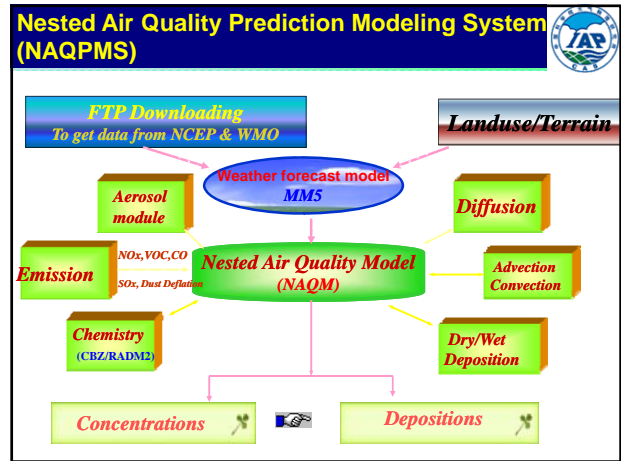 Nested Air Quality Prediction Modeling System
(NAQPMS)
IAP
CAS
FTP Downloading
To get data from NCEP & WMO
Landuse/Terrain
Weather forecast model
MM5
Aerosol
module
Diffusion
Emission
NOx,VOC,CO
SOx, Dust Deflation
Nested Air Quality Model
(NAQM)
Advection
Convection
Chemistry
(CBZ/RADM2)
Dry/Wet
Deposition
Concentrations
Depositions